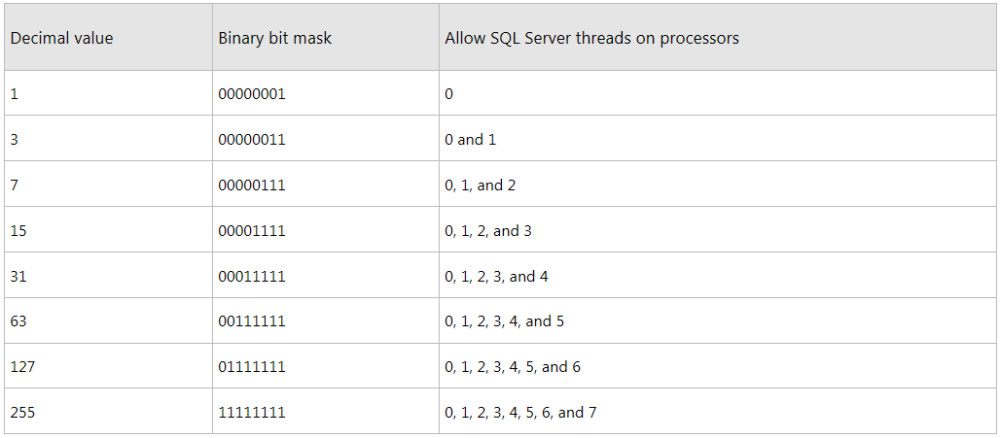 Decimal value Binary bit mask Allow SQL Server threads on processors
1 00000001 0
3 00000011 0 and 1
7 00000111 0, 1, and 2
15 00001111 0, 1, 2, and 3
31 00011111 0, 1, 2, 3, and 4
63 00111111 0, 1, 2, 3, 4, and 5
127 01111111 0, 1, 2, 3, 4, 5, and 6
255 11111111 0, 1, 2, 3, 4, 5, 6, and 7